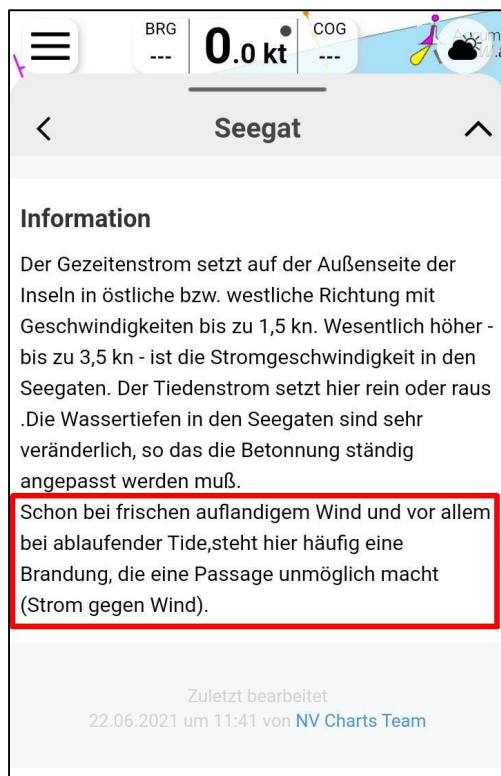 BRG
---
0.0 kt
COG
---
Seegat
Information
Der Gezeitenstrom setzt auf der Außenseite der
Inseln in östliche bzw. westliche Richtung mit
Geschwindigkeiten bis zu 1,5 kn. Wesentlich höher -
bis zu 3,5 kn - ist die Stromgeschwindigkeit in den
Seegaten. Der Tiedenstrom setzt hier rein oder raus
.Die Wassertiefen in den Seegaten sind sehr
veränderlich, so das die Betonnung ständig
angepasst werden muß.
Schon bei frischen auflandigem Wind und vor allem
bei ablaufender Tide,steht hier häufig eine
Brandung, die eine Passage unmöglich macht
(Strom gegen Wind).
Zuletzt bearbeitet
22.06.2021 um 11:41 von NV Charts Team